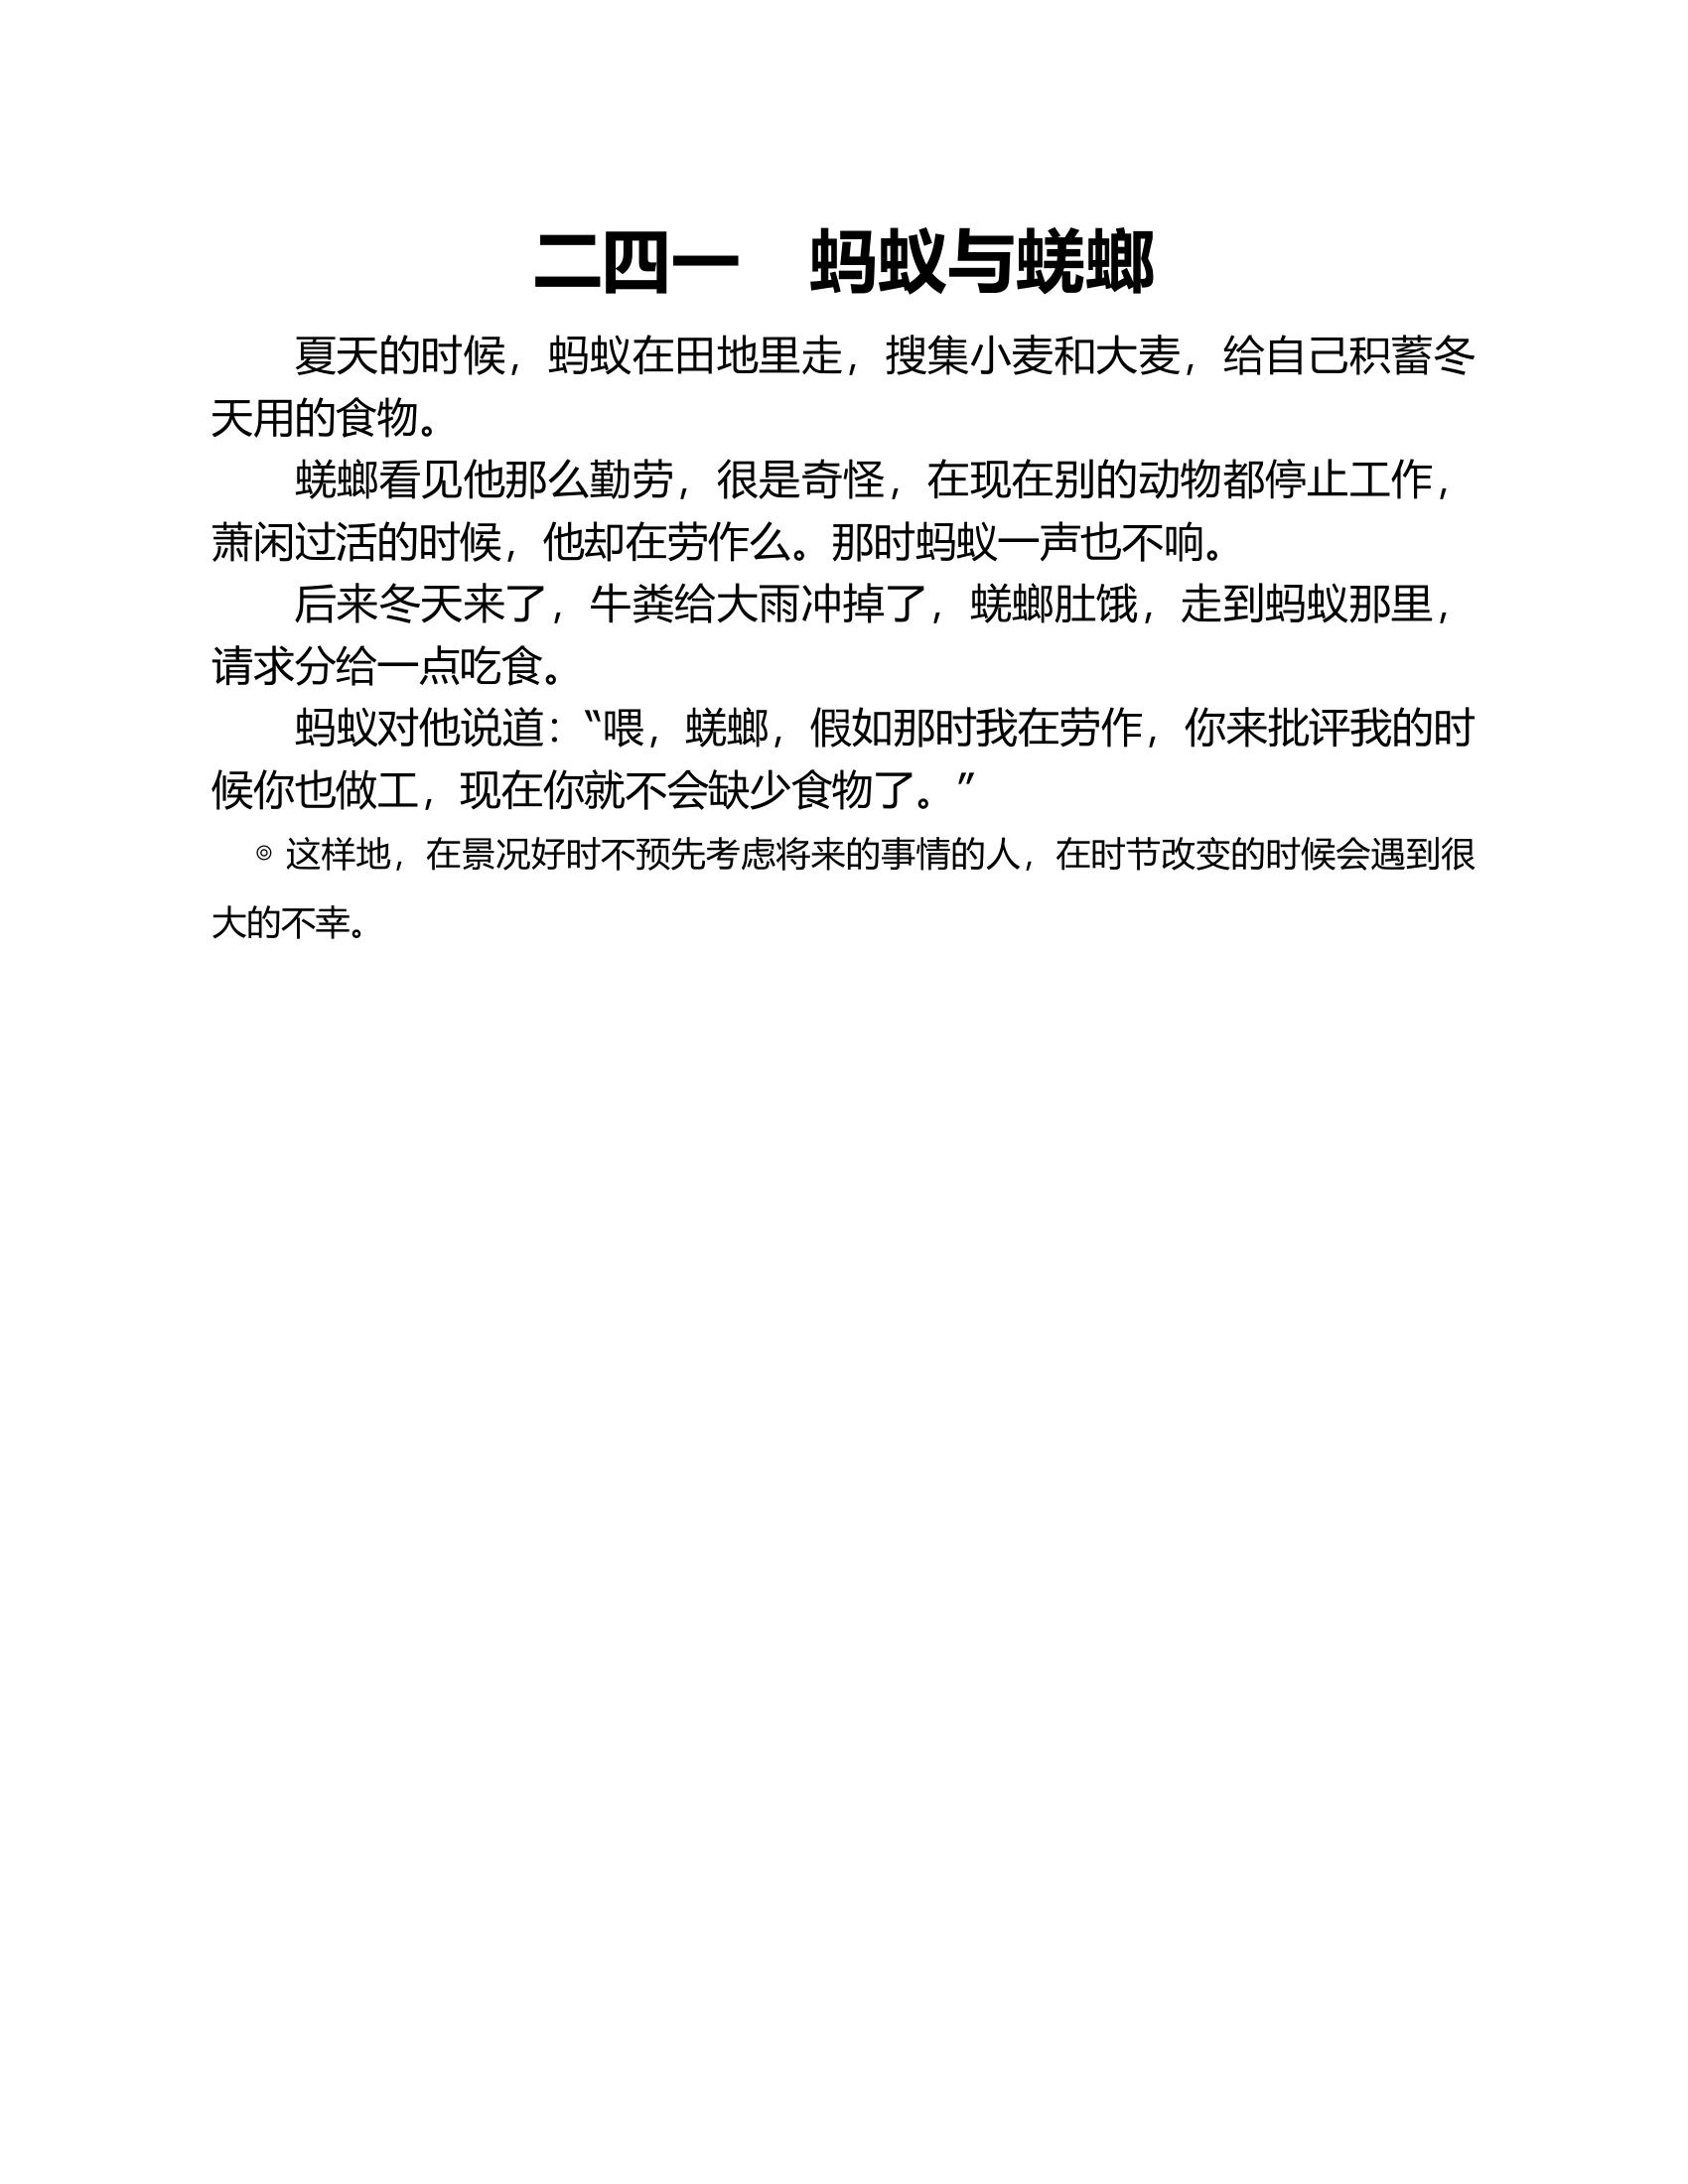 二四一　蚂蚁与蜣螂
夏天的时候，蚂蚁在田地里走，搜集小麦和大麦，给自己积蓄冬
天用的食物。
蜣螂看见他那么勤劳，很是奇怪，在现在别的动物都停止工作，
萧闲过活的时候，他却在劳作么。那时蚂蚁一声也不响。
后来冬天来了，牛粪给大雨冲掉了，蜣螂肚饿，走到蚂蚁那里，
请求分给一点吃食。
蚂蚁对他说道：“喂，蜣螂，假如那时我在劳作，你来批评我的时
候你也做工，现在你就不会缺少食物了。”
◎ 这样地，在景况好时不预先考虑将来的事情的人，在时节改变的时候会遇到很
大的不幸。